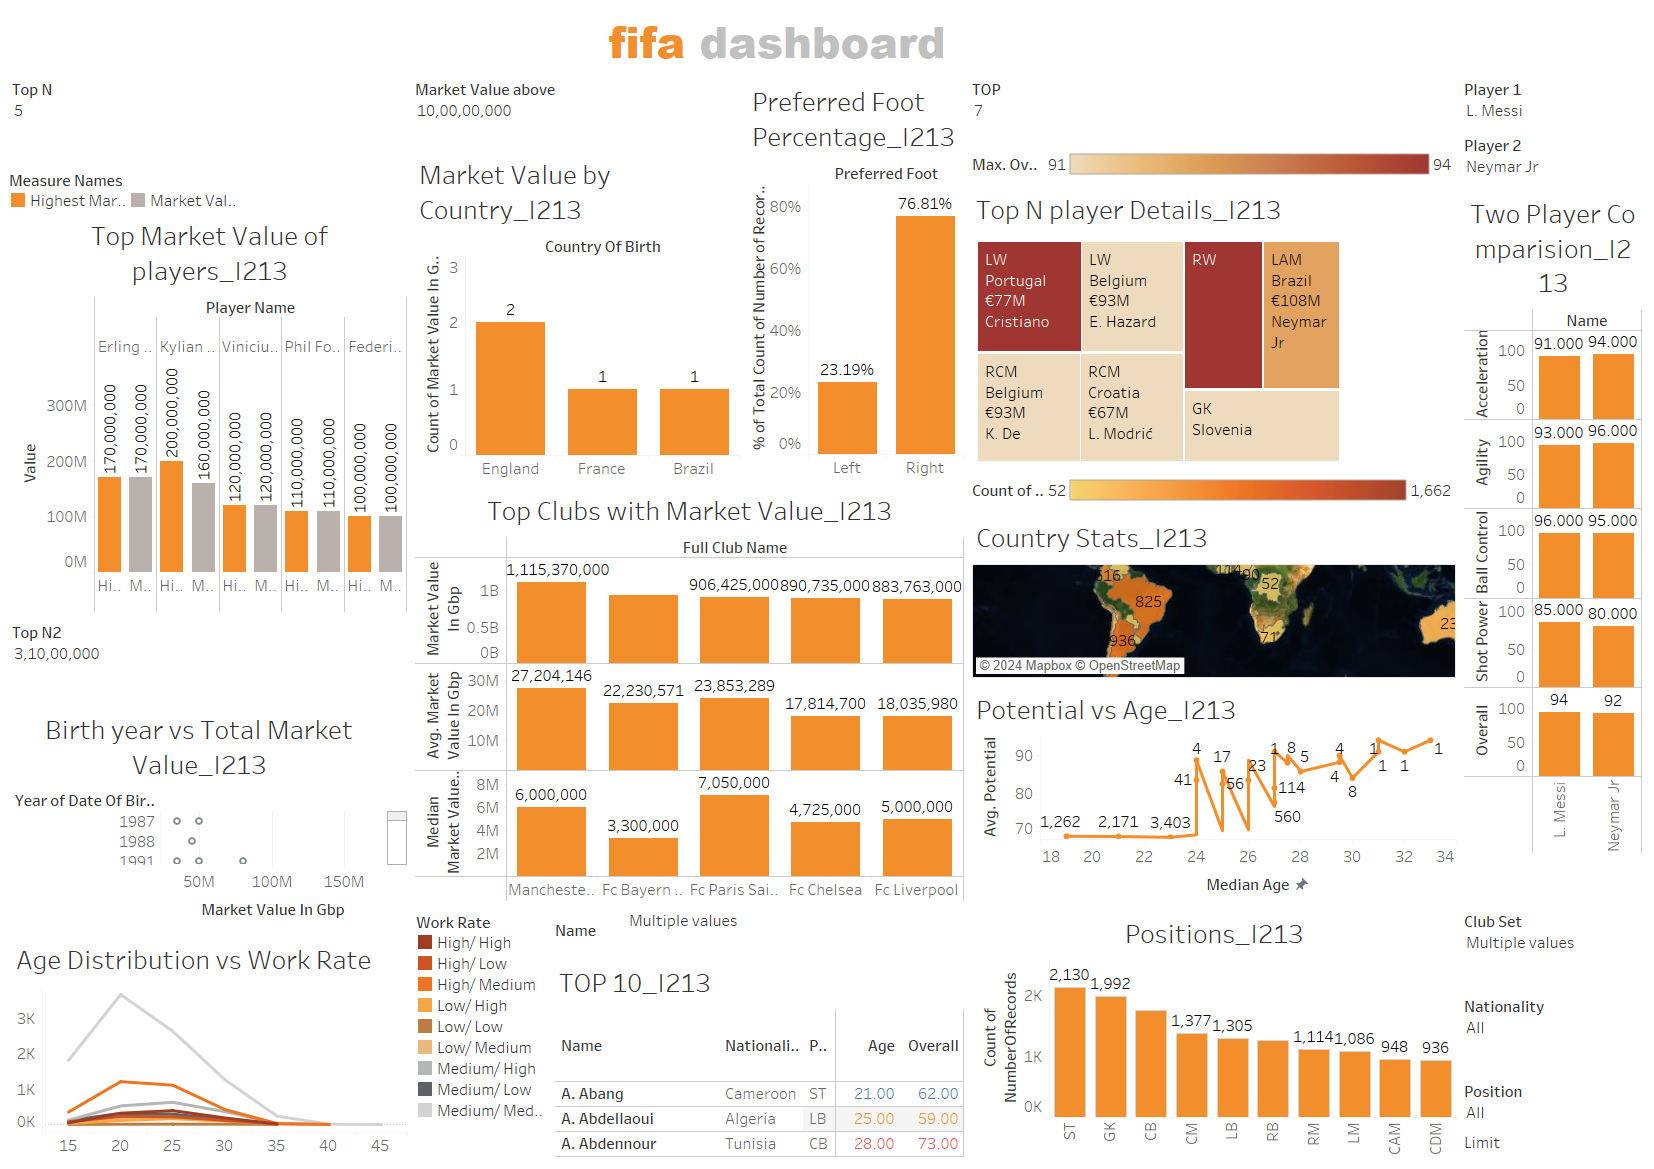 fifa dashboard
Top N
5
Measure Names
Highest Mar..
Market Val..
Top Market Value of
players_I213
Player Name
Erling ..
Kylian ..
Viniciu..
Phil Fo..
Federi..
Value
300M
200M
100M
0M
170,000,000
170,000,000
200,000,000
160,000,000
120,000,000
120,000,000
110,000,000
110,000,000
100,000,000
100,000,000
Hi.. M.. Hi.. M.. Hi.. M.. Hi.. M.. Hi.. M..
Top N2
3,10,00,000
Birth year vs Total Market
Value_I213
Year of Date Of Bir..
1987
1988
1991
50M 100M 150M
Market Value In Gbp
Age Distribution vs Work Rate
3K
2K
1K
0K
15 20 25 30 35 40 45
Market Value above
10,00,00,000
Market Value by
Country_I213
Country Of Birth
Count of Market Value In G..
3
2
1
0
2
1
1
England France Brazil
Preferred Foot
Percentage_I213
Preferred Foot
% of Total Count of Number of Recor..
80%
60%
40%
20%
0%
23.19%
76.81%
Left Right
Top Clubs with Market Value_I213
Full Club Name
Market Value
In Gbp
1B
0.5B
0B
1,115,370,000
906,425,000
890,735,000
883,763,000
Avg. Market
Value In Gbp
30M
20M
10M
27,204,146
22,230,571
23,853,289
17,814,700
18,035,980
Median
Market Value..
8M
6M
4M
2M
6,000,000
3,300,000
7,050,000
4,725,000
5,000,000
Mancheste.. Fc Bayern .. Fc Paris Sai.. Fc Chelsea Fc Liverpool
Work Rate
High/ High
High/ Low
High/ Medium
Low/ High
Low/ Low
Low/ Medium
Medium/ High
Medium/ Low
Medium/ Med..
Name
Multiple values
TOP 10_I213
Name Nationali.. P.. Age Overall
A. Abang Cameroon ST 21.00 62.00
A. Abdellaoui Algeria LB 25.00 59.00
A. Abdennour Tunisia CB 28.00 73.00
TOP
7
Max. Ov.. 91 94
Top N player Details_I213
LW
Portugal
€77M
Cristiano
LW
Belgium
€93M
E. Hazard
RW
LAM
Brazil
€108M
Neymar
Jr
RCM
Belgium
€93M
K. De
RCM
Croatia
€67M
L. Modrić
GK
Slovenia
Count of .. 52 1,662
Country Stats_I213
616
825
936
52
71
23
© 2024 Mapbox © OpenStreetMap
Potential vs Age_I213
Avg. Potential
90
80
70
1,262
2,171
3,403
41
4
17
56
23
1
8
5
114
560
4
4
8
1
1
1
1
18 20 22 24 26 28 30 32 34
Median Age
Positions_I213
Count of
NumberOfRecords
2K
1K
0K
2,130
1,992
1,377
1,305
1,114
1,086
948
936
ST GK CB CM LB RB RM LM CAM CDM
Player 1
L. Messi
Player 2
Neymar Jr
Two Player Co
mparision_I2
13
Name
Acceleration
100
50
0
91.000 94.000
Agility
100
50
0
93.000 96.000
Ball Control
100
50
0
96.000 95.000
Shot Power
100
50
0
85.000 80.000
Overall
100
50
0
94 92
L. Messi
Neymar Jr
Club Set
Multiple values
Nationality
All
Position
All
Limit